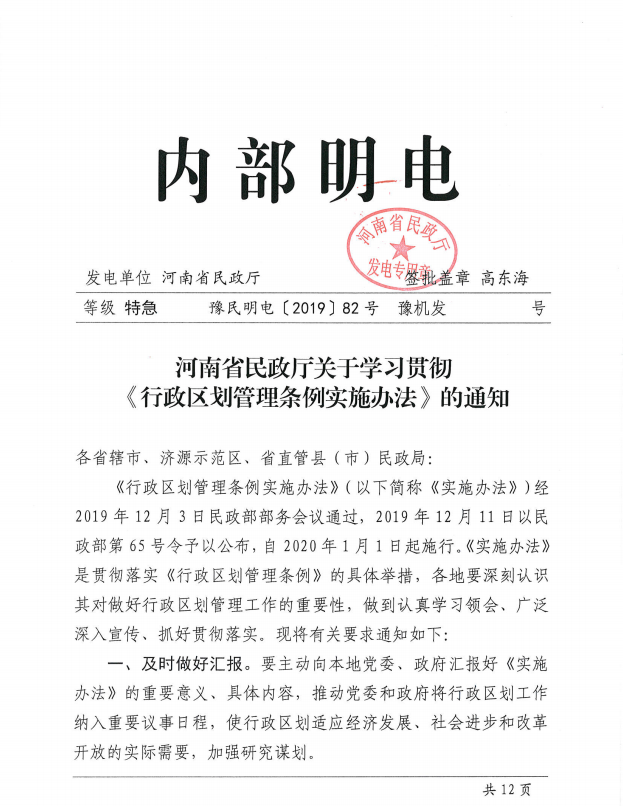 内部明电
河南省民政厅
发电专用章
发电单位 河南省民政厅 签批盖章 高东海
等级 特急 豫民明电〔2019〕82号 豫机发 号
河南省民政厅关于学习贯彻
《行政区划管理条例实施办法》的通知
各省辖市、济源示范区、省直管县（市）民政局：
《行政区划管理条例实施办法》（以下简称《实施办法》）经
2019年12月3日民政部部务会议通过，2019年12月11日以民
政部第65号令予以公布，自2020年1月1日起施行。《实施办法》
是贯彻落实《行政区划管理条例》的具体举措，各地要深刻认识
其对做好行政区划管理工作的重要性，做到认真学习领会、广泛
深入宣传、抓好贯彻落实。现将有关要求通知如下：
一、及时做好汇报。要主动向本地党委、政府汇报好《实施
办法》的重要意义、具体内容，推动党委和政府将行政区划工作
纳入重要议事日程，使行政区划适应经济发展、社会进步和改革
开放的实际需要，加强研究谋划。
共12页